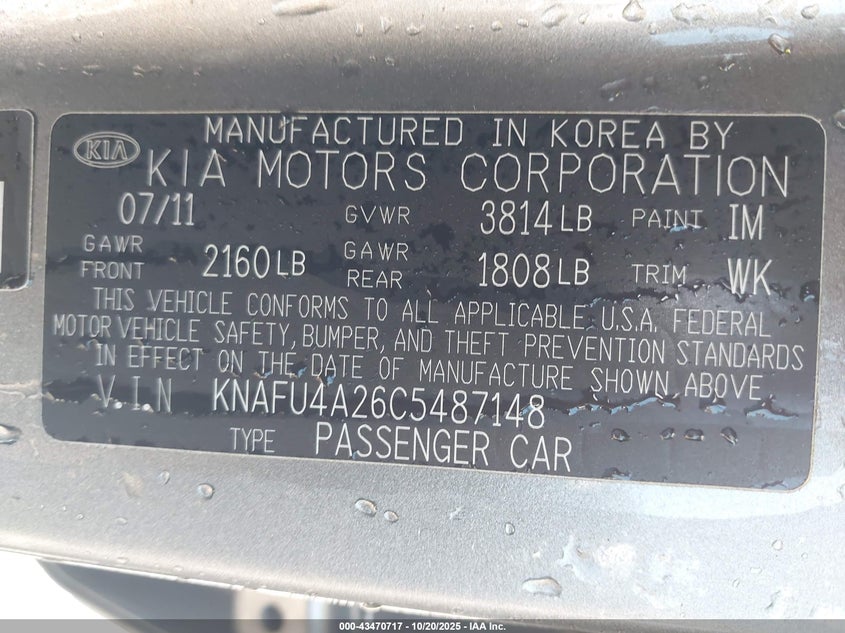 MANUFACTURED IN KOREA BY
KIA KIA MOTORS CORPORATION
07/11 GVWR 3814 LB PAINT IM
GAWR FRONT 2160 LB GAWR REAR 1808 LB TRIM WK
THIS VEHICLE CONFORMS TO ALL APPLICABLE U.S.A. FEDERAL
MOTOR VEHICLE SAFETY, BUMPER, AND THEFT PREVENTION STANDARDS
IN EFFECT ON THE DATE OF MANUFACTURE SHOWN ABOVE
V.I.N KNAFU4A26C5487148
TYPE PASSENGER CAR
000-43470717 - 10/20/2025 - IAA Inc.